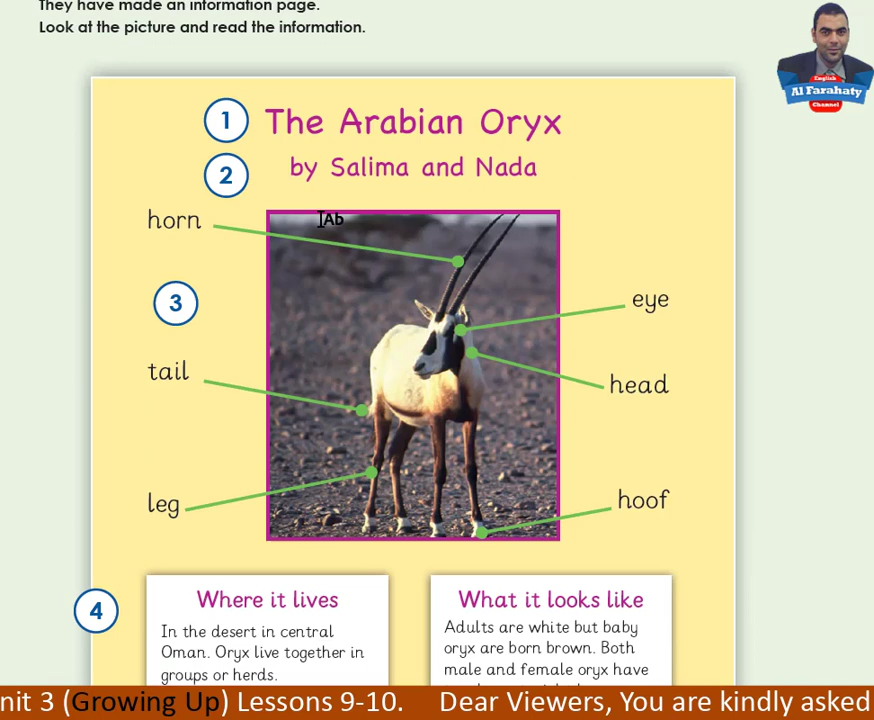 They have made an information page.
Look at the picture and read the information.
English
Al Farahaty
Channel
1 The Arabian Oryx
2 by Salima and Nada
horn
Ab
3
eye
tail
head
leg
hoof
4
Where it lives
In the desert in central
Oman. Oryx live together in
groups or herds.
What it looks like
Adults are white but baby
oryx are born brown. Both
male and female oryx have
nit 3 (Growing Up) Lessons 9-10. Dear Viewers, You are kindly asked